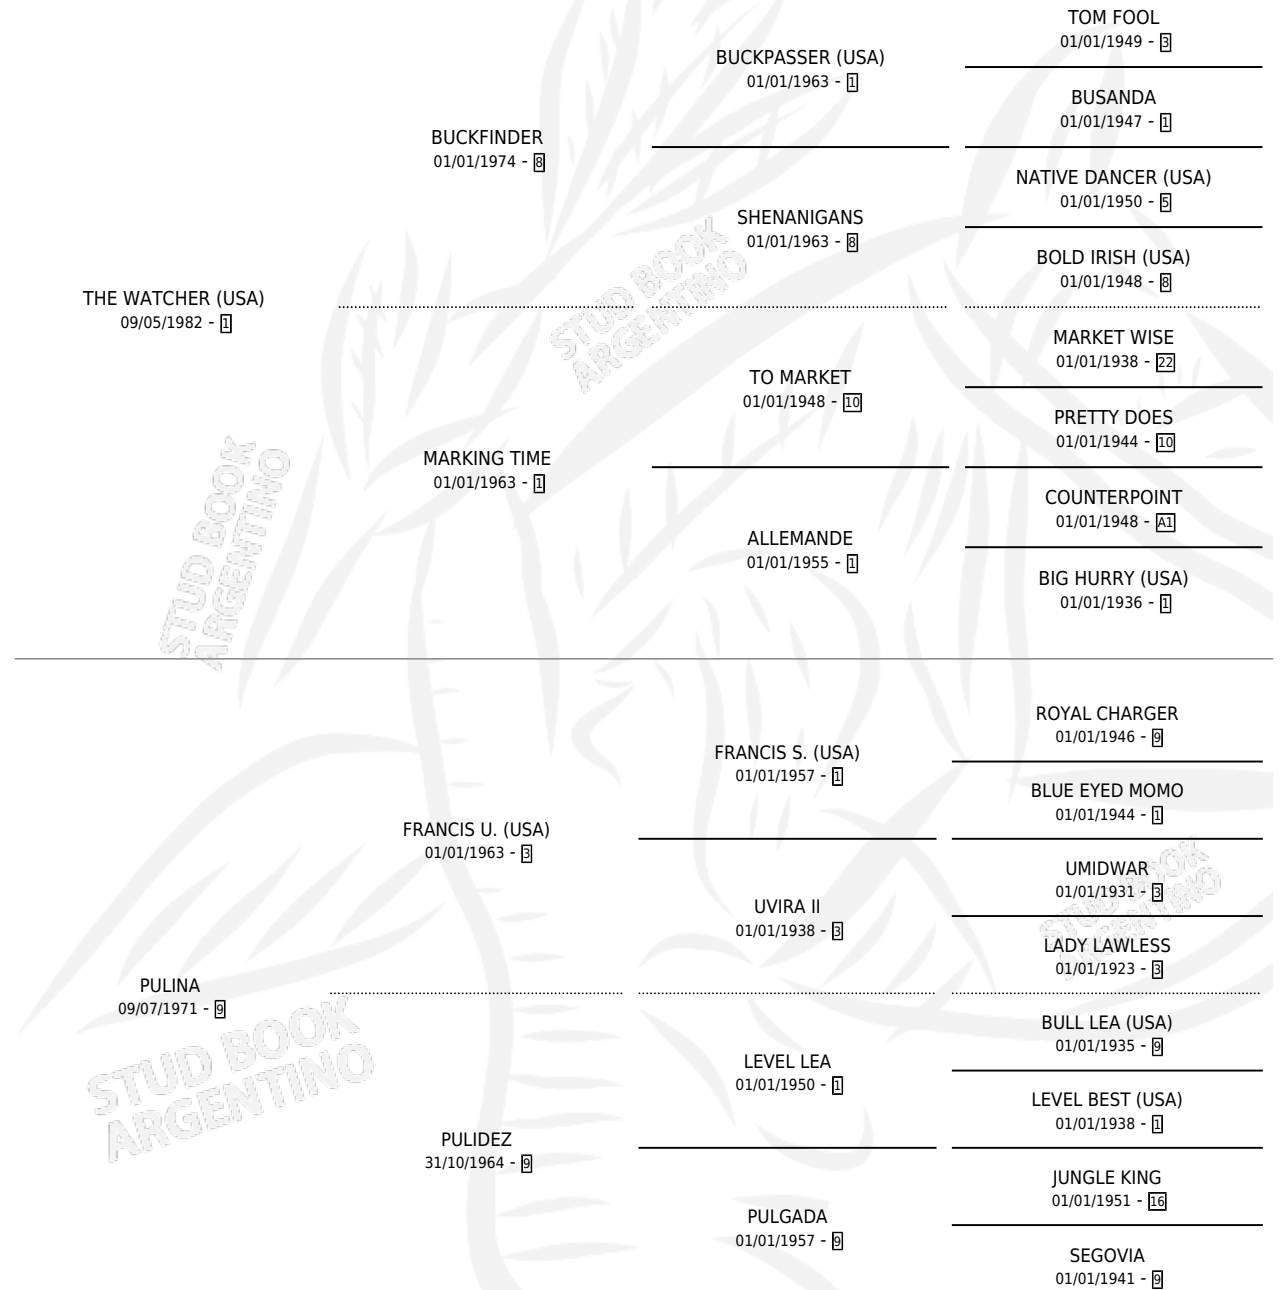 TOM FOOL
01/01/1949 - 3
BUCKPASSER (USA)
01/01/1963 - 1
BUSANDA
01/01/1947 - 1
BUCKFINDER
01/01/1974 - 8
NATIVE DANCER (USA)
01/01/1950 - 5
SHENANIGANS
01/01/1963 - 8
BOLD IRISH (USA)
01/01/1948 - 8
THE WATCHER (USA)
09/05/1982 - 1
MARKET WISE
01/01/1938 - 22
TO MARKET
01/01/1948 - 10
PRETTY DOES
01/01/1944 - 10
MARKING TIME
01/01/1963 - 1
COUNTERPOINT
01/01/1948 - A1
ALLEMANDE
01/01/1955 - 1
BIG HURRY (USA)
01/01/1936 - 1
ROYAL CHARGER
01/01/1946 - 9
FRANCIS S. (USA)
01/01/1957 - 1
BLUE EYED MOMO
01/01/1944 - 1
FRANCIS U. (USA)
01/01/1963 - 3
UMIDWAR
01/01/1931 - 3
UVIRA II
01/01/1938 - 3
LADY LAWLESS
01/01/1923 - 3
PULINA
09/07/1971 - 9
BULL LEA (USA)
01/01/1935 - 9
LEVEL LEA
01/01/1950 - 1
LEVEL BEST (USA)
01/01/1938 - 1
PULIDEZ
31/10/1964 - 9
JUNGLE KING
01/01/1951 - 16
PULGADA
01/01/1957 - 9
SEGOVIA
01/01/1941 - 9
STUD BOOK
ARGENTINO
STUD BOOK
ARGENTINO
STUD BOOK
ARGENTINO
STUD BOOK
ARGENTINO